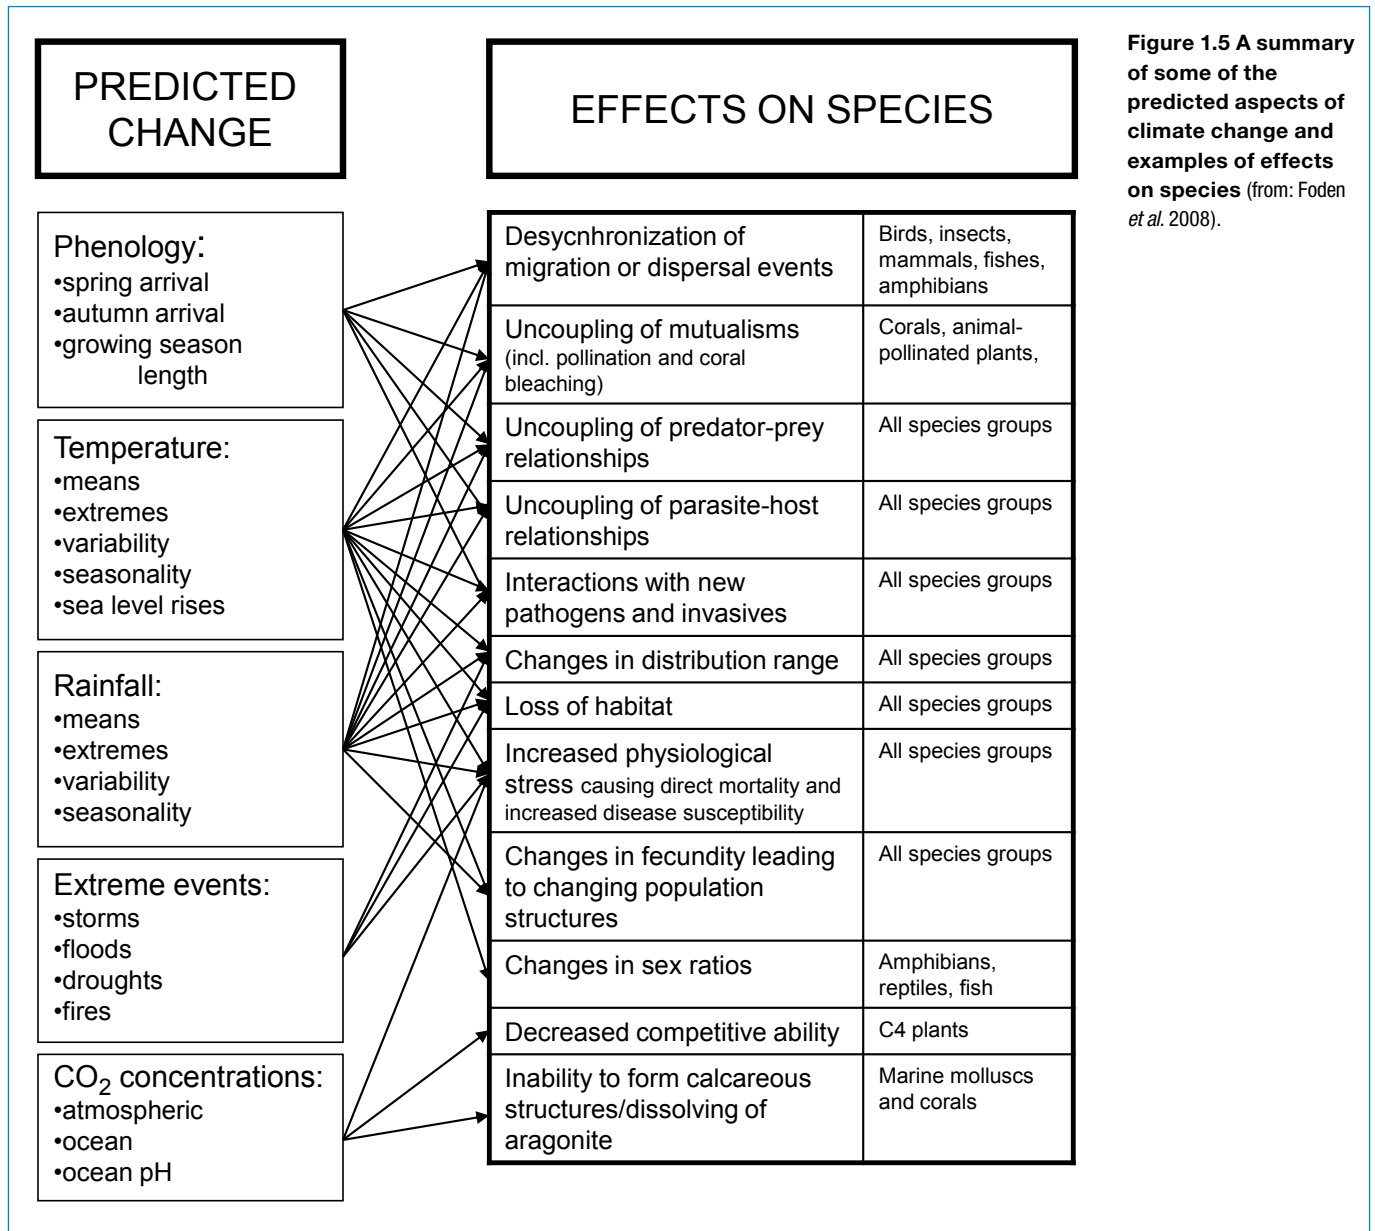 PREDICTED
CHANGE
EFFECTS ON SPECIES
Figure 1.5 A summary
of some of the
predicted aspects of
climate change and
examples of effects
on species (from: Foden
et al. 2008).
Phenology:
•spring arrival
•autumn arrival
•growing season
length
Temperature:
•means
•extremes
•variability
•seasonality
•sea level rises
Rainfall:
•means
•extremes
•variability
•seasonality
Extreme events:
•storms
•floods
•droughts
•fires
CO₂ concentrations:
•atmospheric
•ocean
•ocean pH
Desycnhronization of
migration or dispersal events
Birds, insects,
mammals, fishes,
amphibians
Uncoupling of mutualisms
(incl. pollination and coral
bleaching)
Corals, animal-
pollinated plants,
Uncoupling of predator-prey
relationships
All species groups
Uncoupling of parasite-host
relationships
All species groups
Interactions with new
pathogens and invasives
All species groups
Changes in distribution range
All species groups
Loss of habitat
All species groups
Increased physiological
stress causing direct mortality and
increased disease susceptibility
All species groups
Changes in fecundity leading
to changing population
structures
All species groups
Changes in sex ratios
Amphibians,
reptiles, fish
Decreased competitive ability
C4 plants
Inability to form calcareous
structures/dissolving of
aragonite
Marine molluscs
and corals